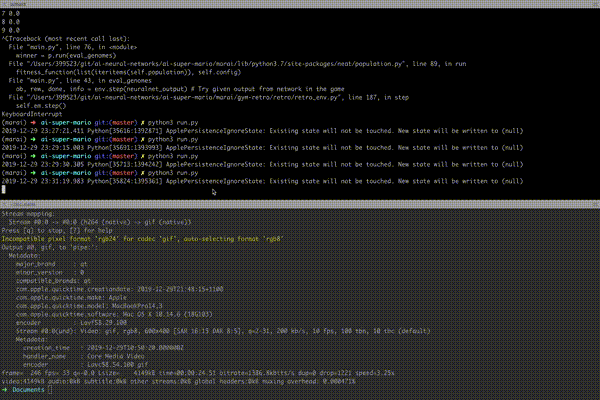 python3
7 0.0
8 0.0
9 0.0
^CTraceback (most recent call last):
File "main.py", line 76, in <module>
winner = p.run(eval_genomes)
File "/Users/399523/git/ai-neural-networks/ai-super-mario/marai/lib/python3.7/site-packages/neat/population.py", line 89, in run
fitness_function(list(iteritems(self.population)), self.config)
File "main.py", line 43, in eval_genomes
ob, rew, done, info = env.step(neuralnet_output) # Try given output from network in the game
File "/Users/399523/git/ai-neural-networks/ai-super-mario/marai/gym-retro/retro/retro_env.py", line 187, in step
self.em.step()
KeyboardInterrupt
(marai) ➜ ai-super-mario git:(master) ✗ python3 run.py
2019-12-29 23:27:21.411 Python[35616:1392871] ApplePersistenceIgnoreState: Existing state will not be touched. New state will be written to (null)
(marai) ➜ ai-super-mario git:(master) ✗ python3 run.py
2019-12-29 23:29:15.003 Python[35691:1393993] ApplePersistenceIgnoreState: Existing state will not be touched. New state will be written to (null)
(marai) ➜ ai-super-mario git:(master) ✗ python3 run.py
2019-12-29 23:29:30.305 Python[35713:1394242] ApplePersistenceIgnoreState: Existing state will not be touched. New state will be written to (null)
(marai) ➜ ai-super-mario git:(master) ✗ python3 run.py
2019-12-29 23:31:19.983 Python[35824:1395361] ApplePersistenceIgnoreState: Existing state will not be touched. New state will be written to (null)
Documents
Stream mapping:
Stream #0:0 -> #0:0 (h264 (native) -> gif (native))
Press [q] to stop, [?] for help
Incompatible pixel format 'rgb24' for codec 'gif', auto-selecting format 'rgb8'
Output #0, gif, to 'pipe:':
Metadata:
major_brand : qt
minor_version : 0
compatible_brands: qt
com.apple.quicktime.creationdate: 2019-12-29T21:48:15+1100
com.apple.quicktime.make: Apple
com.apple.quicktime.model: MacBookPro14,3
com.apple.quicktime.software: Mac OS X 10.14.6 (18G103)
encoder : Lavf58.29.100
Stream #0:0(und): Video: gif, rgb8, 600x400 [SAR 16:15 DAR 8:5], q=2-31, 200 kb/s, 10 fps, 100 tbn, 10 tbc (default)
Metadata:
creation_time : 2019-12-29T10:50:20.000000Z
handler_name : Core Media Video
encoder : Lavc58.54.100 gif
frame= 246 fps= 33 q=-0.0 Lsize= 4149kB time=00:00:24.51 bitrate=1386.8kbits/s dup=0 drop=1221 speed=3.25x
video:4149kB audio:0kB subtitle:0kB other streams:0kB global headers:0kB muxing overhead: 0.000471%
➜ Documents